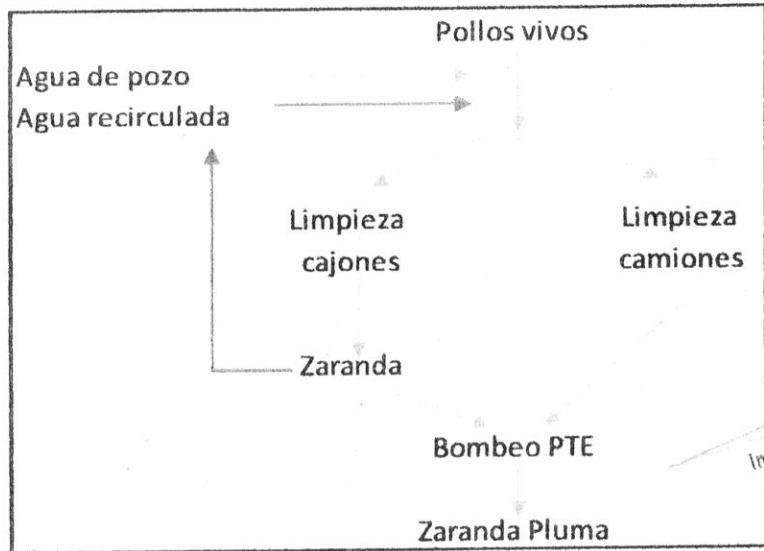 Pollos vivos
Agua de pozo
Agua recirculada
Limpieza
cajones
Limpieza
camiones
Zaranda
Bombeo PTE
Zaranda Pluma